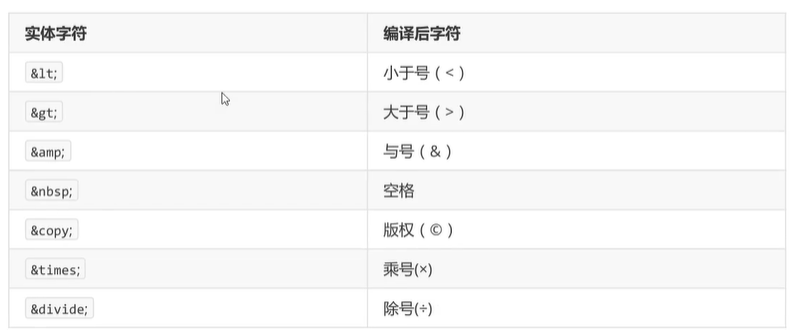 实体字符 编译后字符
&lt; 小于号 ( < )
&gt; 大于号 ( > )
&amp; 与号 ( & )
&nbsp; 空格
&copy; 版权 ( © )
&times; 乘号(×)
&divide; 除号(÷)